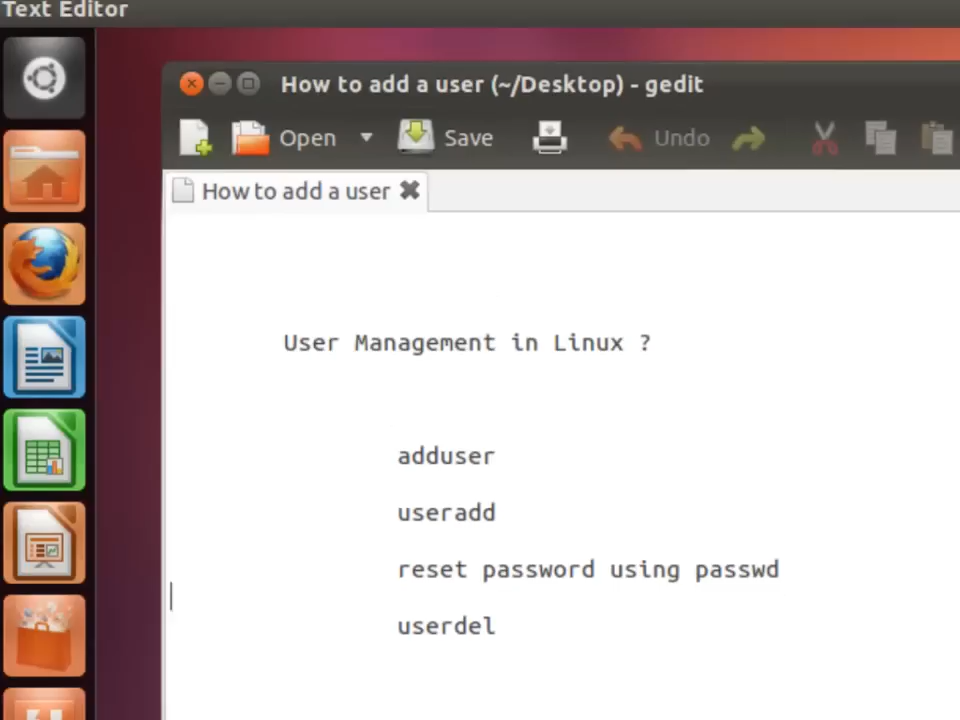 Text Editor
How to add a user (~/Desktop) - gedit
Open Save Undo
How to add a user
User Management in Linux ?
adduser
useradd
reset password using passwd
userdel